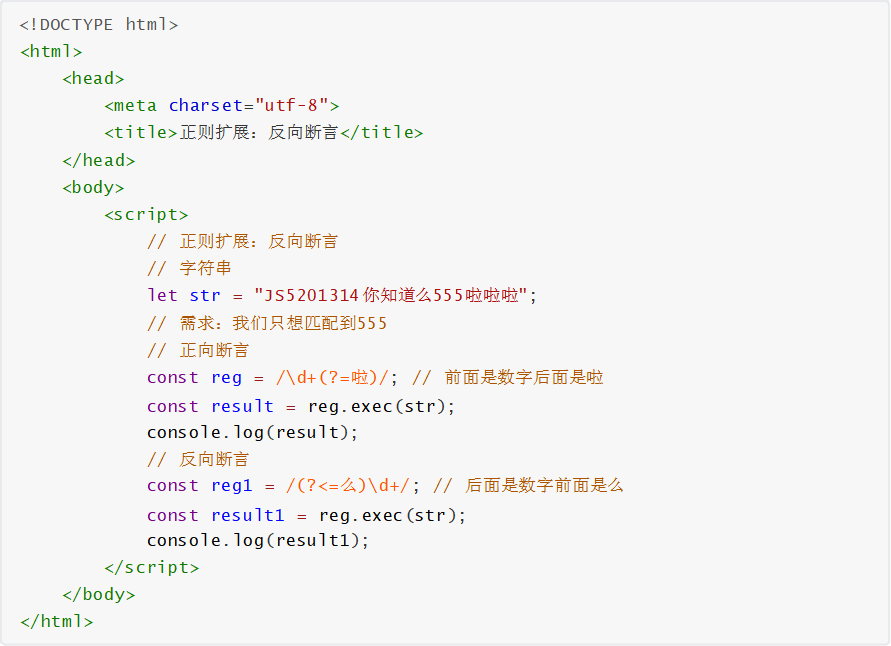 <!DOCTYPE html>
<html>
    <head>
        <meta charset="utf-8">
        <title>正则扩展：反向断言</title>
    </head>
    <body>
        <script>
            // 正则扩展：反向断言
            // 字符串
            let str = "JS5201314你知道么555啦啦啦";
            // 需求：我们只想匹配到555
            // 正向断言
            const reg = /\d+(?=啦)/; // 前面是数字后面是啦
            const result = reg.exec(str);
            console.log(result);
            // 反向断言
            const reg1 = /(?<=么)\d+/; // 后面是数字前面是么
            const result1 = reg.exec(str);
            console.log(result1);
        </script>
    </body>
</html>